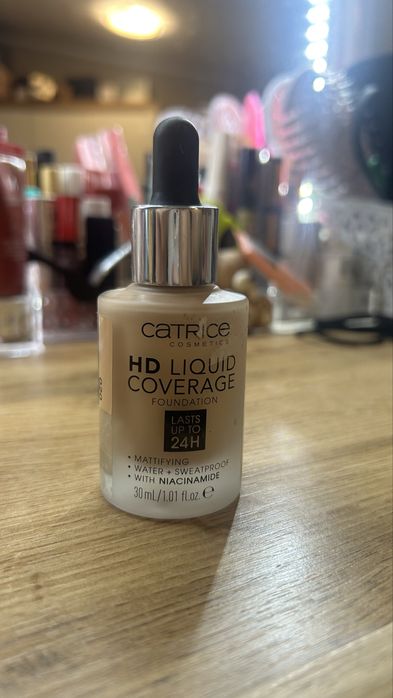 CATRICE
COSMETICS
HD LIQUID
COVERAGE
FOUNDATION
LASTS
UP TO
24H
• MATTIFYING
• WATER + SWEATPROOF
• WITH NIACINAMIDE
30 mL/1.01 fl.oz. ℮
020